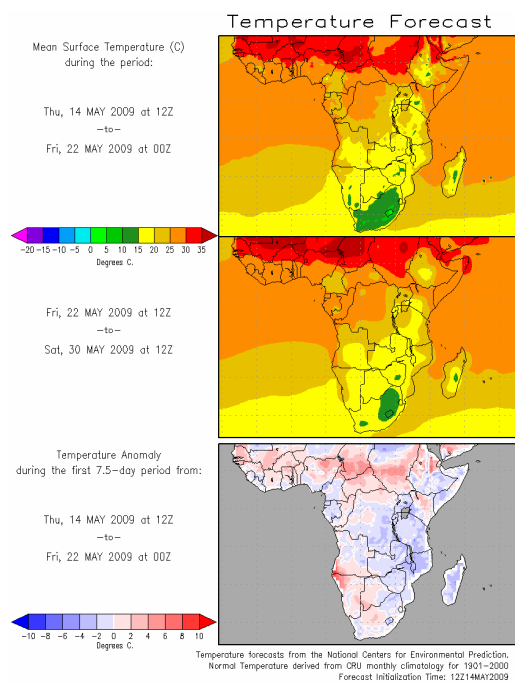 Temperature Forecast
Mean Surface Temperature (C)
during the period:
Thu, 14 MAY 2009 at 12Z
-to-
Fri, 22 MAY 2009 at 00Z
-20 -15 -10 -5 0 5 10 15 20 25 30 35
Degrees C.
Fri, 22 MAY 2009 at 12Z
-to-
Sat, 30 MAY 2009 at 12Z
Temperature Anomaly
during the first 7.5-day period from:
Thu, 14 MAY 2009 at 12Z
-to-
Fri, 22 MAY 2009 at 00Z
-10 -8 -6 -4 -2 0 2 4 6 8 10
Degrees C.
Temperature forecasts from the National Centers for Environmental Prediction.
Normal Temperature derived from CRU monthly climatology for 1901-2000
Forecast Initialization Time: 12Z14MAY2009